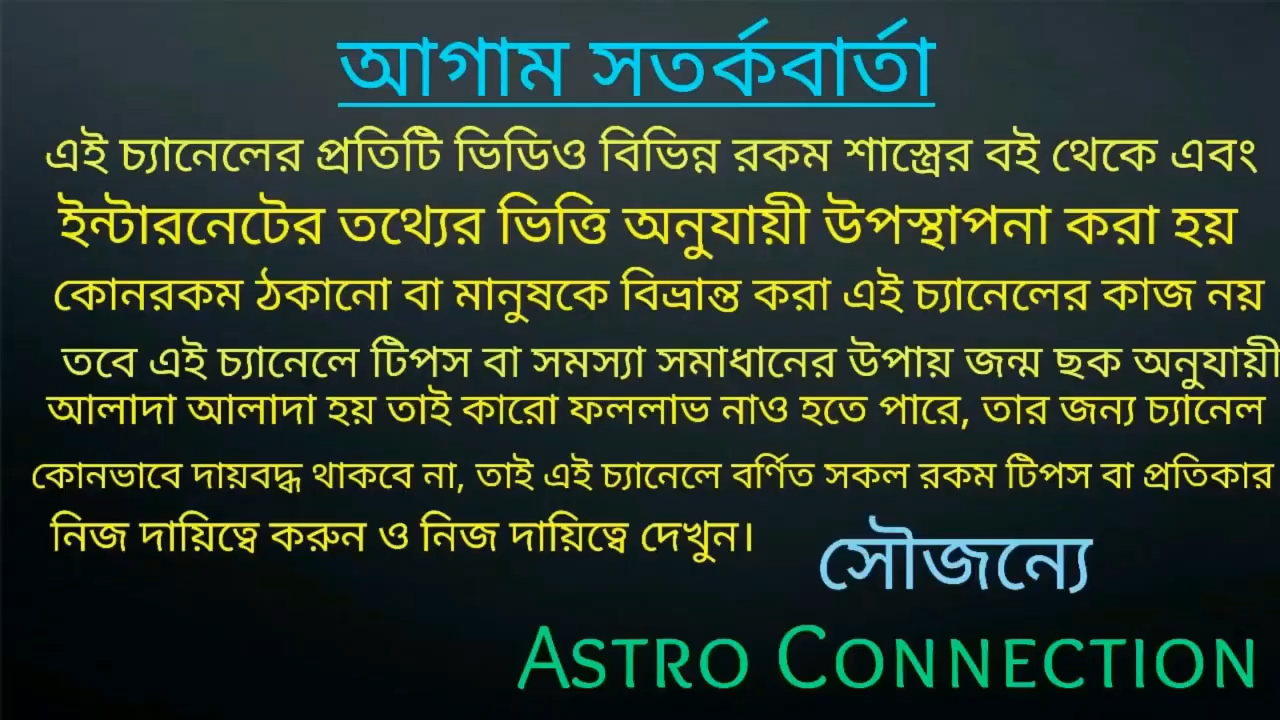 আগাম সতর্কবার্তা
এই চ্যানেলের প্রতিটি ভিডিও বিভিন্ন রকম শাস্ত্রের বই থেকে এবং
ইন্টারনেটের তথ্যের ভিত্তি অনুযায়ী উপস্থাপনা করা হয়
কোনরকম ঠকানো বা মানুষকে বিভ্রান্ত করা এই চ্যানেলের কাজ নয়
তবে এই চ্যানেলে টিপস বা সমস্যা সমাধানের উপায় জন্ম ছক অনুযায়ী
আলাদা আলাদা হয় তাই কারো ফললাভ নাও হতে পারে, তার জন্য চ্যানেল
কোনভাবে দায়বদ্ধ থাকবে না, তাই এই চ্যানেলে বর্ণিত সকল রকম টিপস বা প্রতিকার
নিজ দায়িত্বে করুন ও নিজ দায়িত্বে দেখুন।
সৌজন্যে
ASTRO CONNECTION